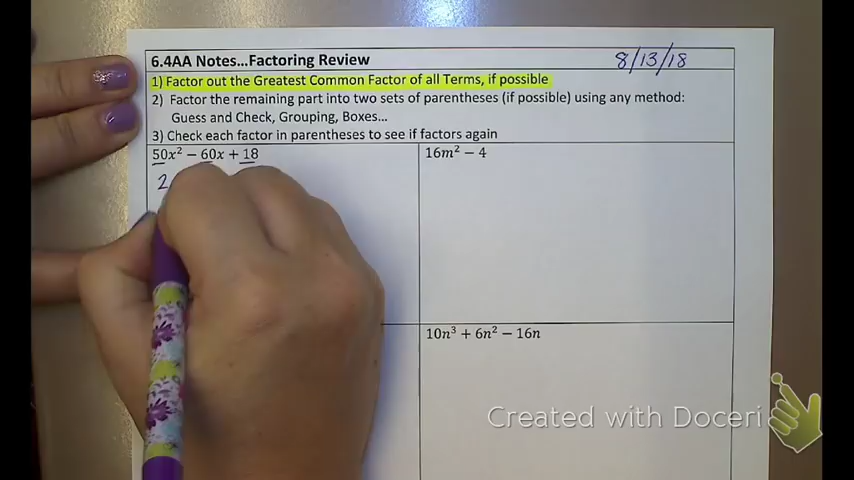 6.4AA Notes...Factoring Review 8/13/18
1) Factor out the Greatest Common Factor of all Terms, if possible
2) Factor the remaining part into two sets of parentheses (if possible) using any method:
Guess and Check, Grouping, Boxes...
3) Check each factor in parentheses to see if factors again
50x² − 60x + 18
2
16m² − 4
10n³ + 6n² − 16n
Created with Doceri